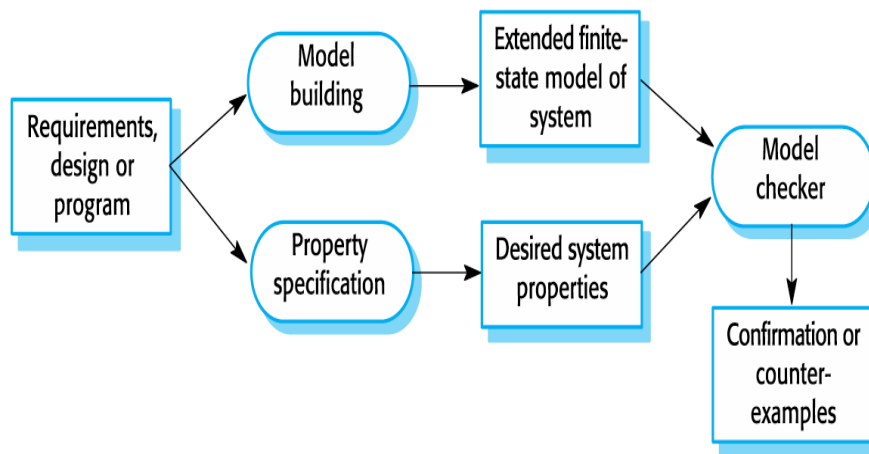 Requirements,
design or
program
Model
building
Extended finite-
state model of
system
Property
specification
Desired system
properties
Model
checker
Confirmation or
counter-
examples